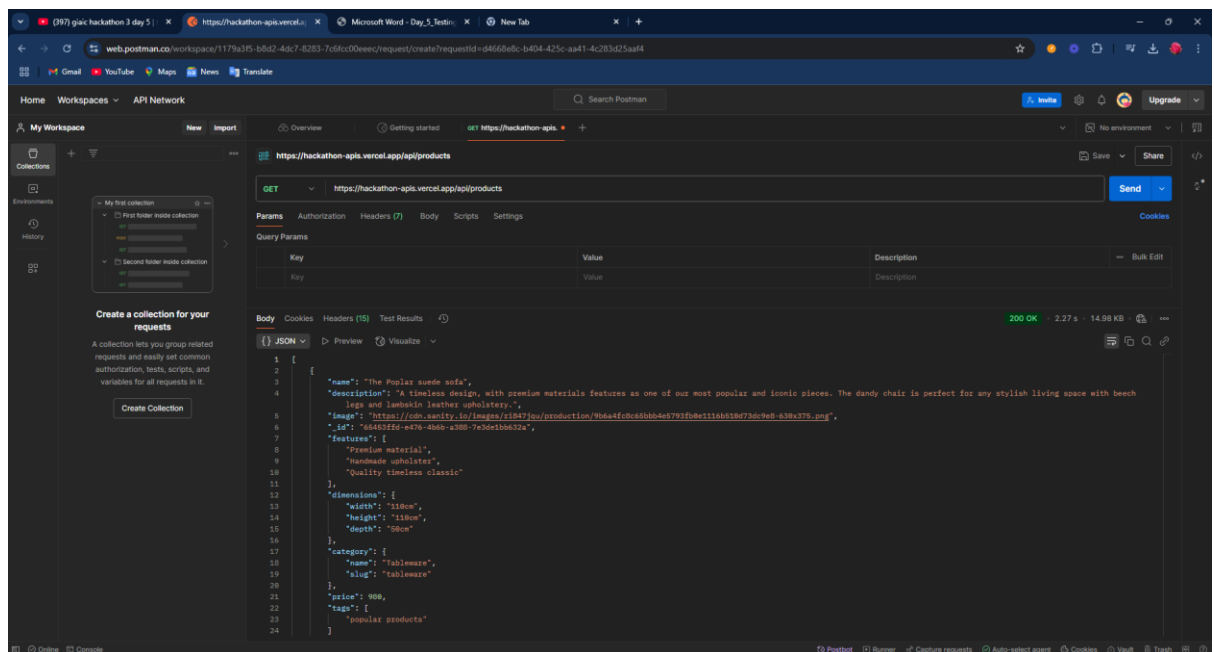 (397) giaic hackathon 3 day 5 |
https://hackathon-apis.vercel.a
Microsoft Word - Day_5_Testing
New Tab
web.postman.co/workspace/1179a3f5-b8d2-4dc7-8283-7c6fcc00eeec/request/create?requestId=d4668e8c-b404-425c-aa41-4c283d25aaf4
Gmail YouTube Maps News Translate
Home Workspaces API Network Search Postman Invite Upgrade
My Workspace New Import Overview Getting started GET https://hackathon-apis. No environment
Collections
Environments
History
My first collection
First folder inside collection
Second folder inside collection
Create a collection for your
requests
A collection lets you group related
requests and easily set common
authorization, tests, scripts, and
variables for all requests in it.
Create Collection
https://hackathon-apis.vercel.app/api/products Save Share
GET https://hackathon-apis.vercel.app/api/products Send
Params Authorization Headers (7) Body Scripts Settings Cookies
Query Params
Key Value Description Bulk Edit
Key Value Description
Body Cookies Headers (15) Test Results 200 OK 2.27 s 14.98 KB
{} JSON Preview Visualize
1 [
2 {
3 "name": "The Poplar suede sofa",
4 "description": "A timeless design, with premium materials features as one of our most popular and iconic pieces. The dandy chair is perfect for any stylish living space with beech
legs and lambskin leather upholstery.",
5 "image": "https://cdn.sanity.io/images/ri847jqu/production/9b6a4fc0c65bbb4e5793fb0e1116b510d73dc9e8-630x375.png",
6 "_id": "65453ffd-e476-4b6b-a388-7e3de1bb632a",
7 "features": [
8 "Premium material",
9 "Handmade upholster",
10 "Quality timeless classic"
11 ],
12 "dimensions": {
13 "width": "110cm",
14 "height": "110cm",
15 "depth": "50cm"
16 },
17 "category": {
18 "name": "Tableware",
19 "slug": "tableware"
20 },
21 "price": 980,
22 "tags": [
23 "popular products"
24 ]
Online Console Postbot Runner Capture requests Auto-select agent Cookies Vault Trash